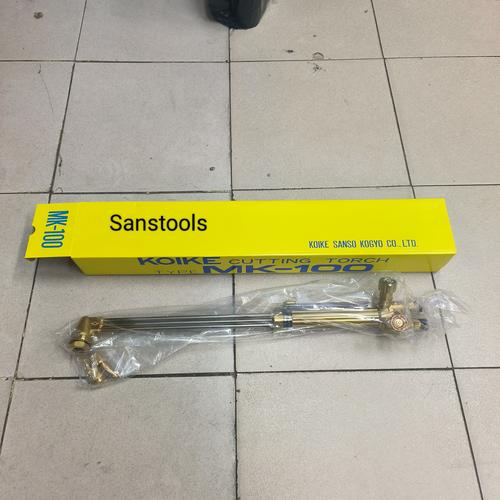 MK-100
Sanstools
KOIKE SANSO KOGYO CO.,LTD.
KOIKE CUTTING TORCH
TYPE MK-100